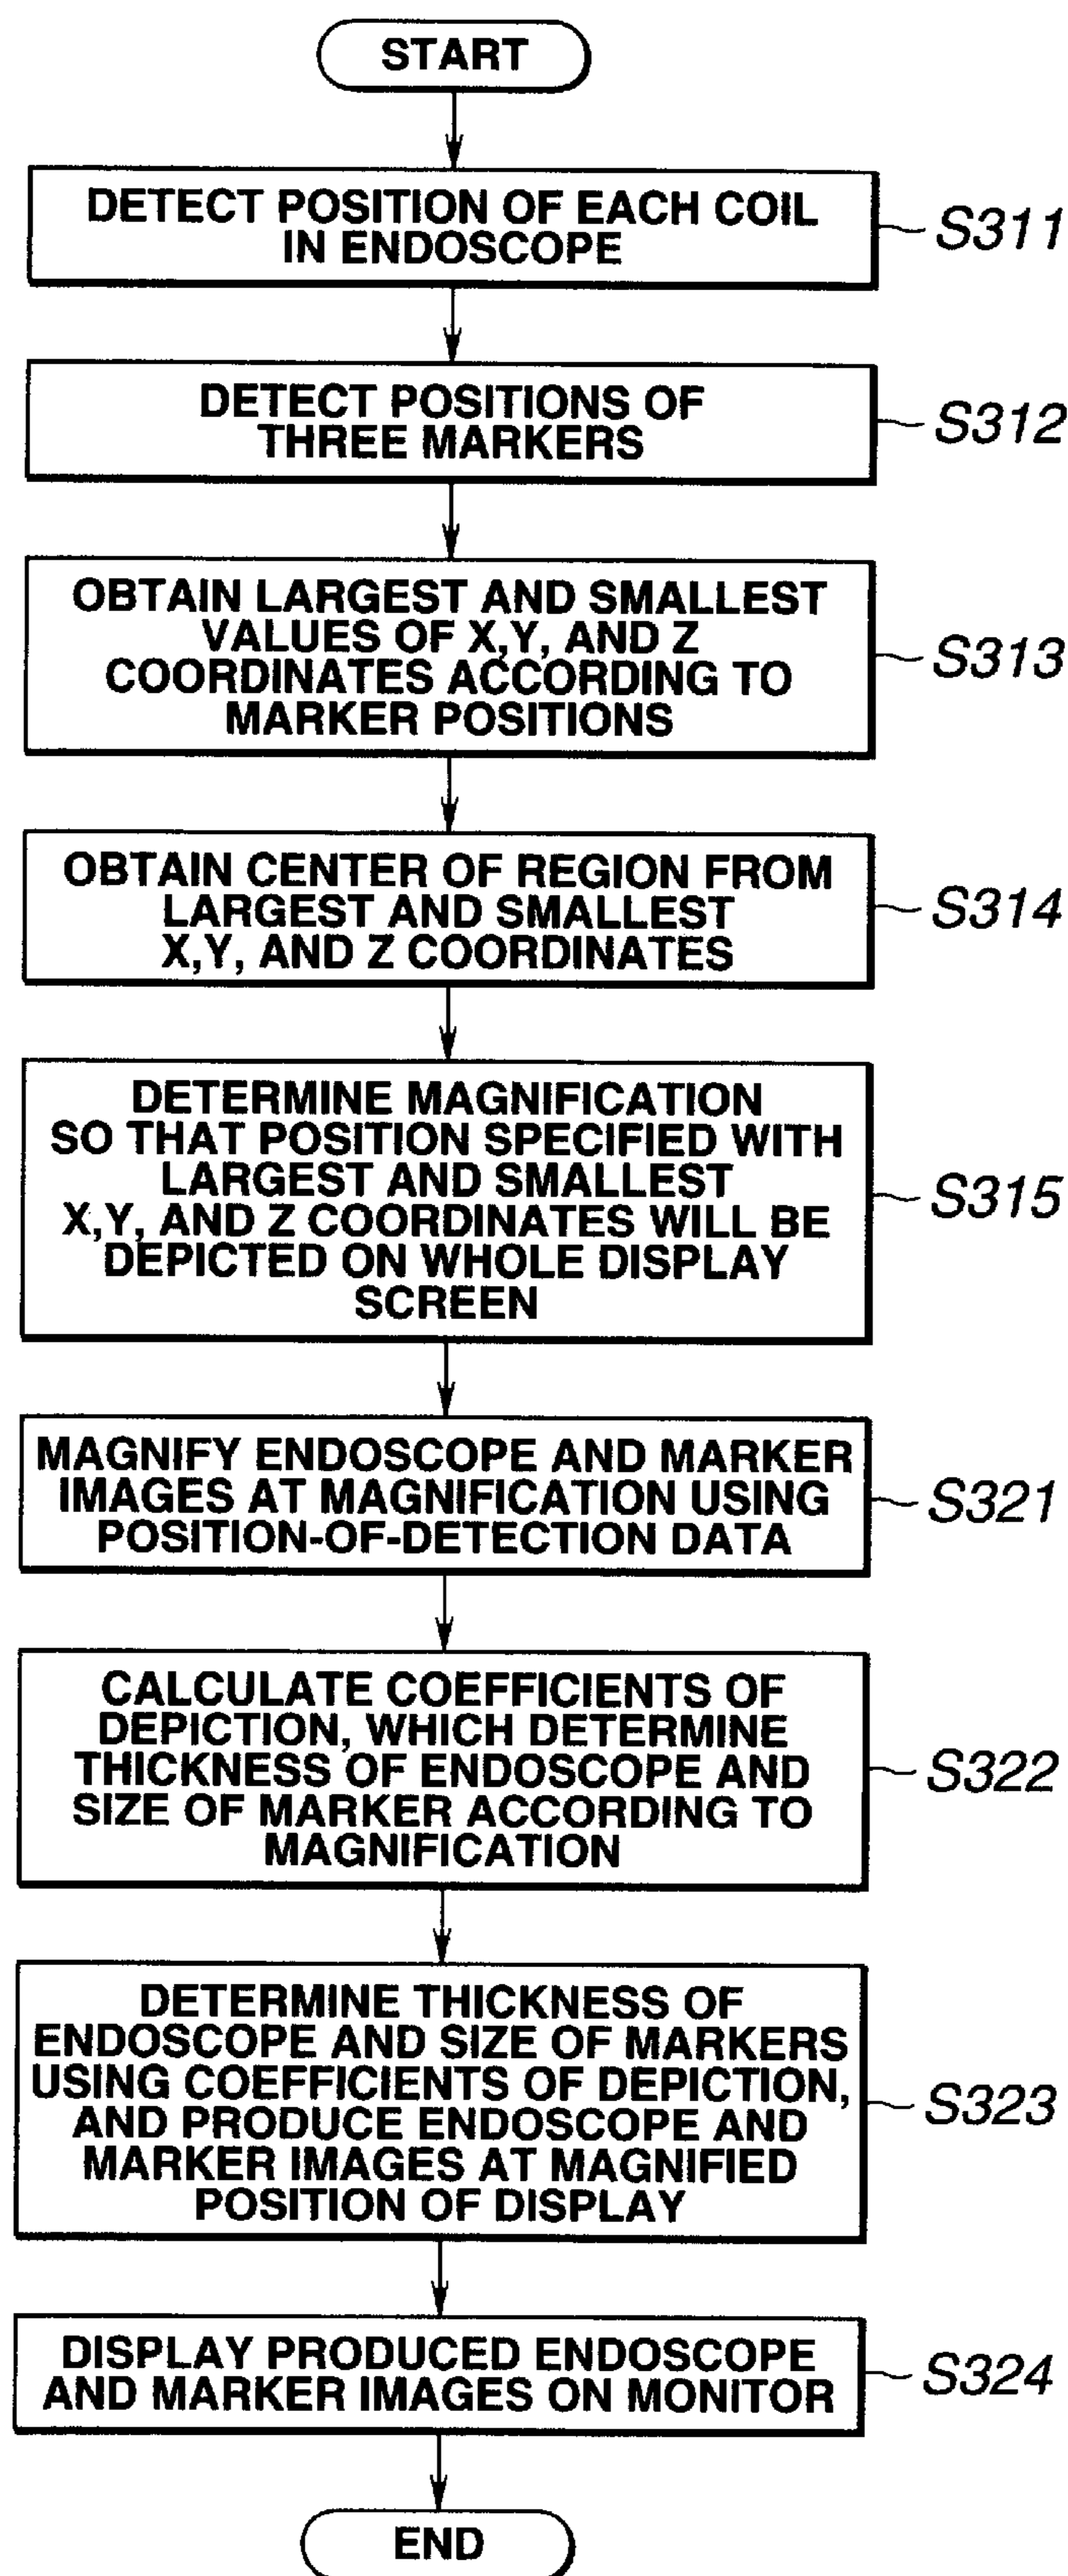 START
DETECT POSITION OF EACH COIL
IN ENDOSCOPE
S311
DETECT POSITIONS OF
THREE MARKERS
S312
OBTAIN LARGEST AND SMALLEST
VALUES OF X,Y, AND Z
COORDINATES ACCORDING TO
MARKER POSITIONS
S313
OBTAIN CENTER OF REGION FROM
LARGEST AND SMALLEST
X,Y, AND Z COORDINATES
S314
DETERMINE MAGNIFICATION
SO THAT POSITION SPECIFIED WITH
LARGEST AND SMALLEST
X,Y, AND Z COORDINATES WILL BE
DEPICTED ON WHOLE DISPLAY
SCREEN
S315
MAGNIFY ENDOSCOPE AND MARKER
IMAGES AT MAGNIFICATION USING
POSITION-OF-DETECTION DATA
S321
CALCULATE COEFFICIENTS OF
DEPICTION, WHICH DETERMINE
THICKNESS OF ENDOSCOPE AND
SIZE OF MARKER ACCORDING TO
MAGNIFICATION
S322
DETERMINE THICKNESS OF
ENDOSCOPE AND SIZE OF MARKERS
USING COEFFICIENTS OF DEPICTION,
AND PRODUCE ENDOSCOPE AND
MARKER IMAGES AT MAGNIFIED
POSITION OF DISPLAY
S323
DISPLAY PRODUCED ENDOSCOPE
AND MARKER IMAGES ON MONITOR
S324
END